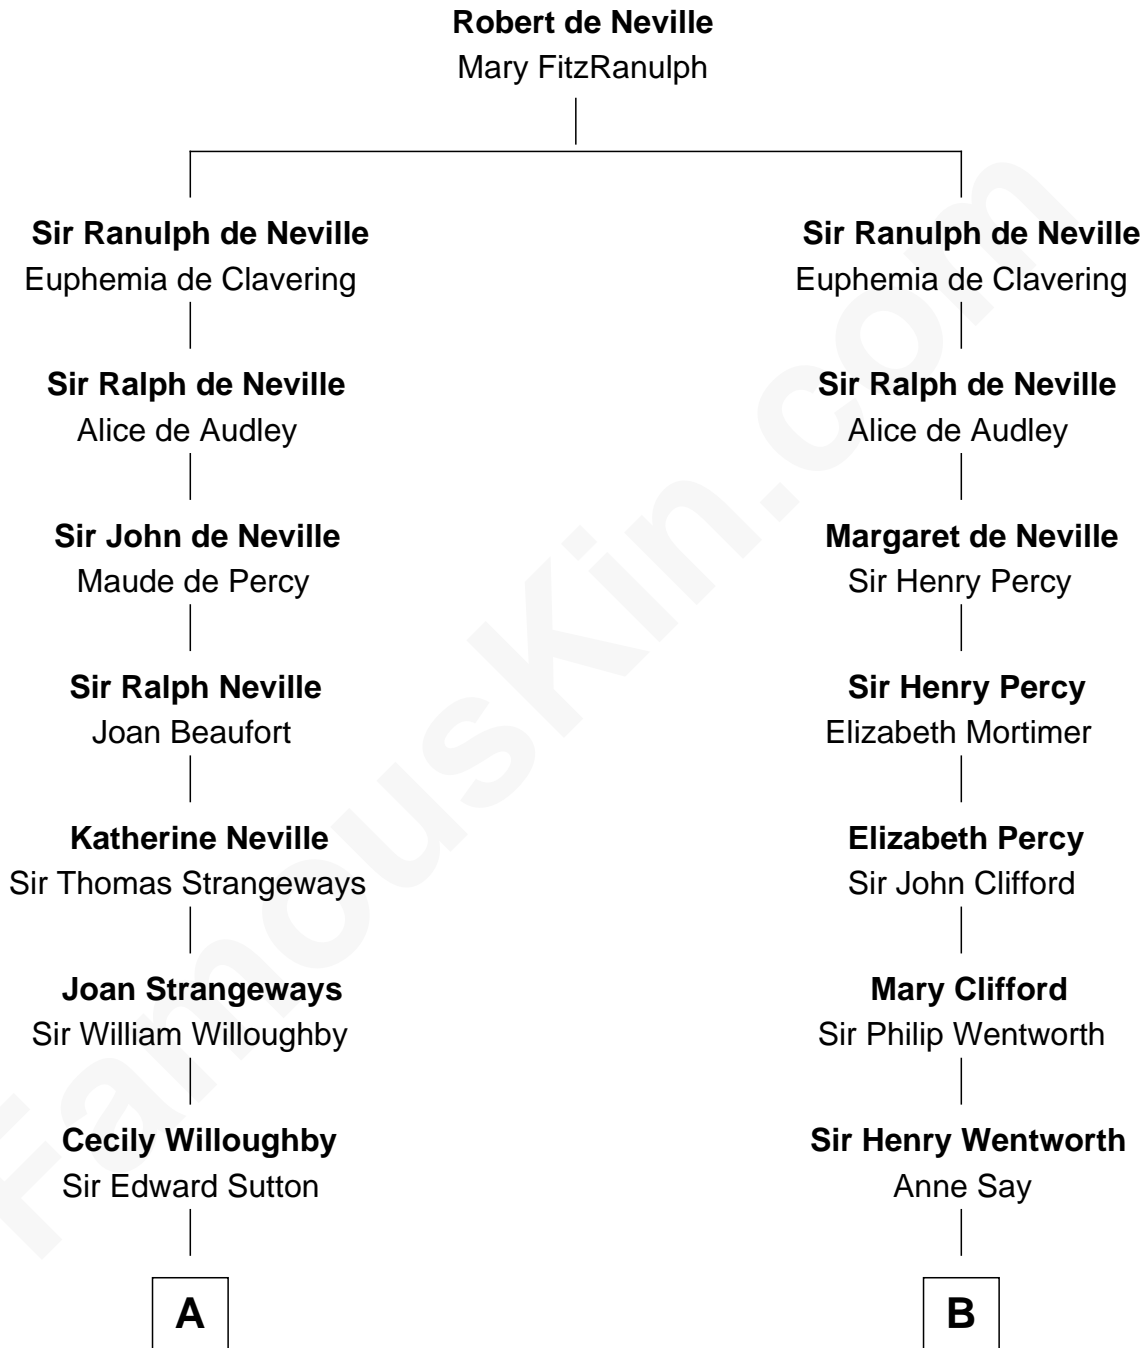 Robert de Neville
Mary FitzRanulph
Sir Ranulph de Neville
Euphemia de Clavering
Sir Ralph de Neville
Alice de Audley
Sir John de Neville
Maude de Percy
Sir Ralph Neville
Joan Beaufort
Katherine Neville
Sir Thomas Strangeways
Joan Strangeways
Sir William Willoughby
Cecily Willoughby
Sir Edward Sutton
A
Sir Ranulph de Neville
Euphemia de Clavering
Sir Ralph de Neville
Alice de Audley
Margaret de Neville
Sir Henry Percy
Sir Henry Percy
Elizabeth Mortimer
Elizabeth Percy
Sir John Clifford
Mary Clifford
Sir Philip Wentworth
Sir Henry Wentworth
Anne Say
B
FamousKin.com